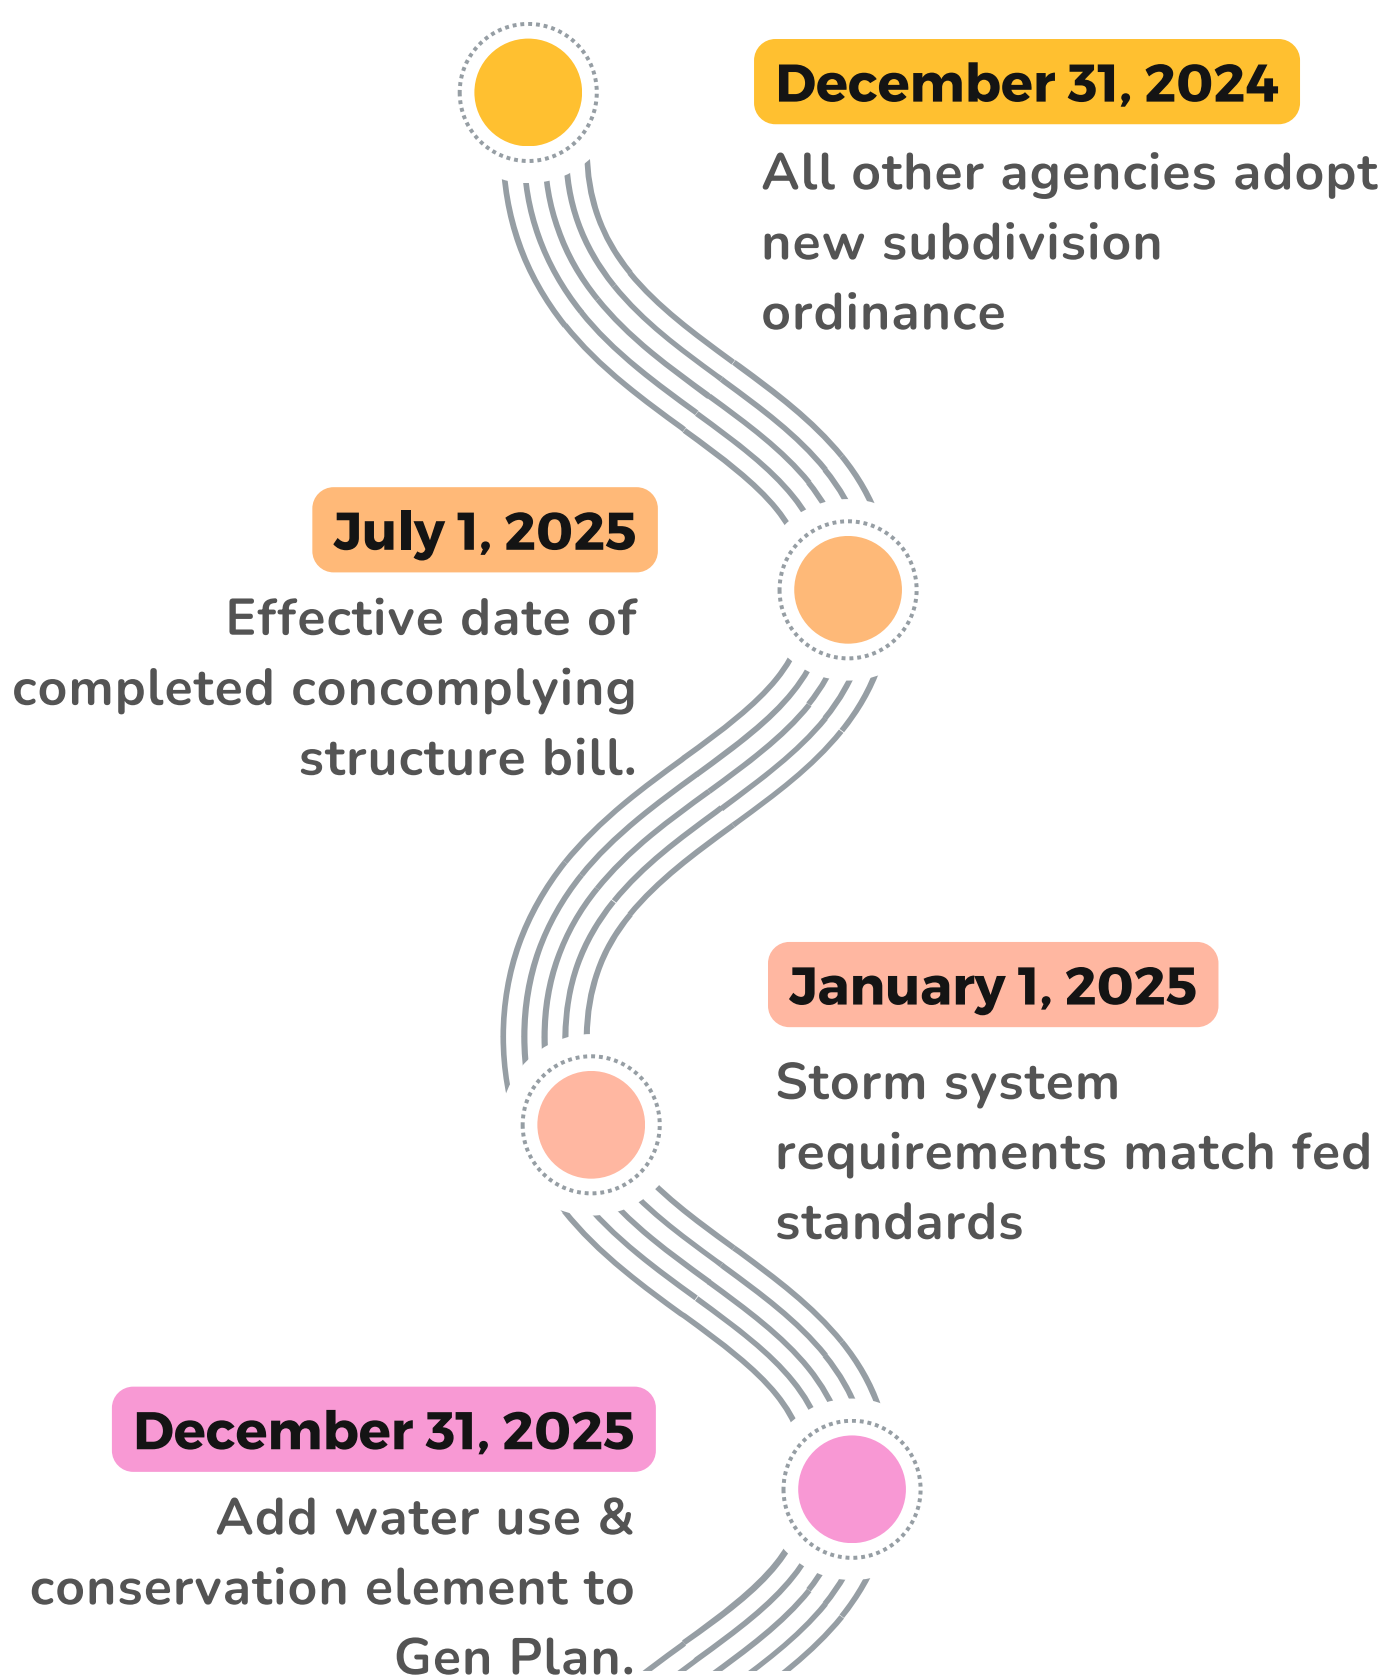 December 31, 2024
All other agencies adopt
new subdivision
ordinance
July 1, 2025
Effective date of
completed concomplying
structure bill.
January 1, 2025
Storm system
requirements match fed
standards
December 31, 2025
Add water use &
conservation element to
Gen Plan.